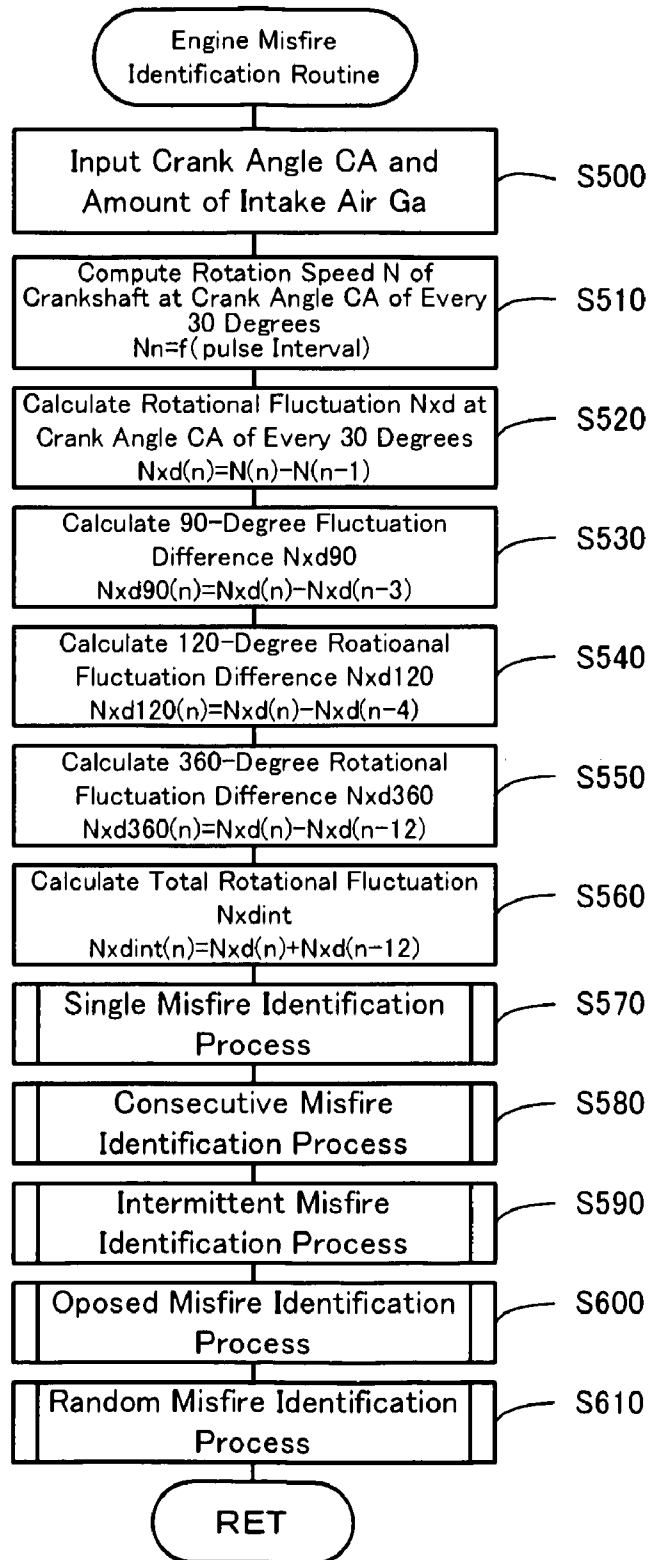 Engine Misfire
Identification Routine
Input Crank Angle CA and
Amount of Intake Air Ga
S500
Compute Rotation Speed N of
Crankshaft at Crank Angle CA of Every
30 Degrees
Nn=f(pulse Interval)
S510
Calculate Rotational Fluctuation Nxd at
Crank Angle CA of Every 30 Degrees
Nxd(n)=N(n)-N(n-1)
S520
Calculate 90-Degree Fluctuation
Difference Nxd90
Nxd90(n)=Nxd(n)-Nxd(n-3)
S530
Calculate 120-Degree Roatioanal
Fluctuation Difference Nxd120
Nxd120(n)=Nxd(n)-Nxd(n-4)
S540
Calculate 360-Degree Rotational
Fluctuation Difference Nxd360
Nxd360(n)=Nxd(n)-Nxd(n-12)
S550
Calculate Total Rotational Fluctuation
Nxdint
Nxdint(n)=Nxd(n)+Nxd(n-12)
S560
Single Misfire Identification
Process
S570
Consecutive Misfire
Identification Process
S580
Intermittent Misfire
Identification Process
S590
Oposed Misfire Identification
Process
S600
Random Misfire Identification
Process
S610
RET